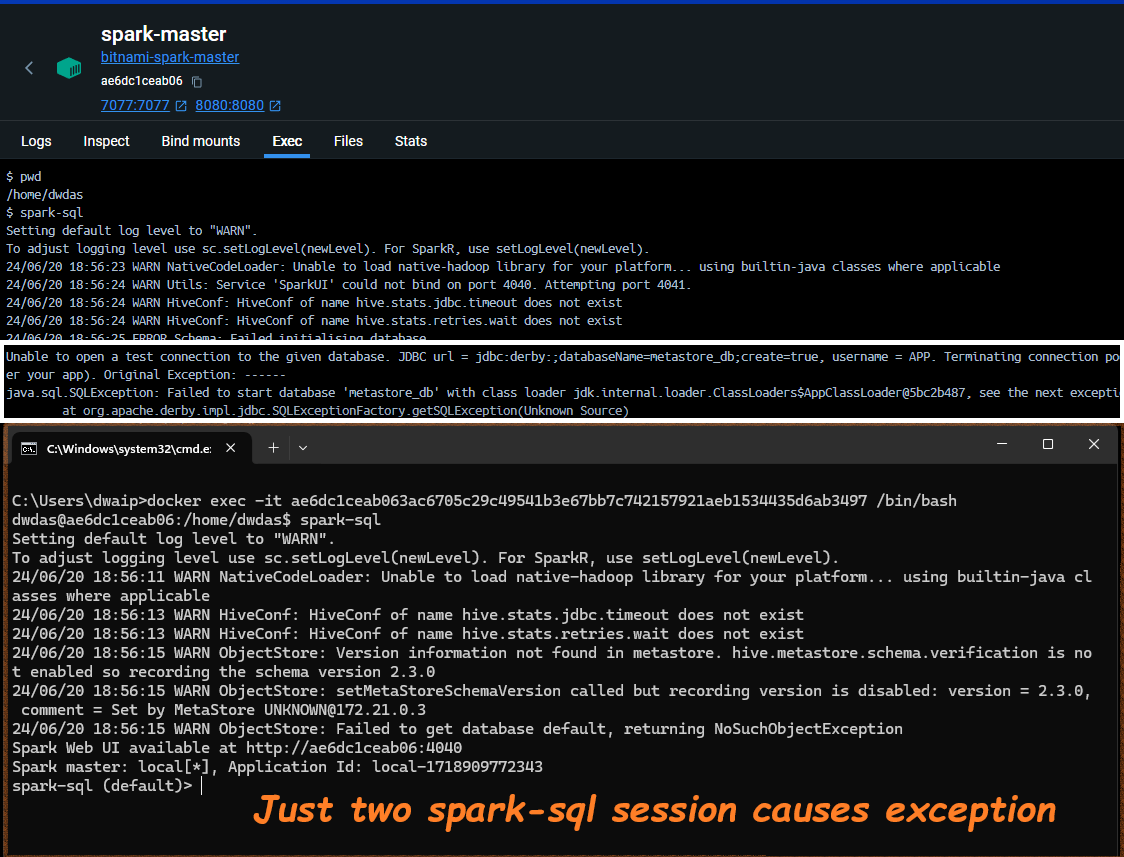 spark-master
bitnami-spark-master
ae6dc1ceab06
7077:7077 8080:8080
Logs Inspect Bind mounts Exec Files Stats
$ pwd
/home/dwdas
$ spark-sql
Setting default log level to "WARN".
To adjust logging level use sc.setLogLevel(newLevel). For SparkR, use setLogLevel(newLevel).
24/06/20 18:56:23 WARN NativeCodeLoader: Unable to load native-hadoop library for your platform... using builtin-java classes where applicable
24/06/20 18:56:24 WARN Utils: Service 'SparkUI' could not bind on port 4040. Attempting port 4041.
24/06/20 18:56:24 WARN HiveConf: HiveConf of name hive.stats.jdbc.timeout does not exist
24/06/20 18:56:24 WARN HiveConf: HiveConf of name hive.stats.retries.wait does not exist
24/06/20 18:56:25 ERROR Schema: Failed initialising database.
Unable to open a test connection to the given database. JDBC url = jdbc:derby:;databaseName=metastore_db;create=true, username = APP. Terminating connection po
er your app). Original Exception: ------
java.sql.SQLException: Failed to start database 'metastore_db' with class loader jdk.internal.loader.ClassLoaders$AppClassLoader@5bc2b487, see the next excepti
at org.apache.derby.impl.jdbc.SQLExceptionFactory.getSQLException(Unknown Source)
C:\Windows\system32\cmd.e:
C:\Users\dwaip>docker exec -it ae6dc1ceab063ac6705c29c49541b3e67bb7c742157921aeb1534435d6ab3497 /bin/bash
dwdas@ae6dc1ceab06:/home/dwdas$ spark-sql
Setting default log level to "WARN".
To adjust logging level use sc.setLogLevel(newLevel). For SparkR, use setLogLevel(newLevel).
24/06/20 18:56:11 WARN NativeCodeLoader: Unable to load native-hadoop library for your platform... using builtin-java cl
asses where applicable
24/06/20 18:56:13 WARN HiveConf: HiveConf of name hive.stats.jdbc.timeout does not exist
24/06/20 18:56:13 WARN HiveConf: HiveConf of name hive.stats.retries.wait does not exist
24/06/20 18:56:15 WARN ObjectStore: Version information not found in metastore. hive.metastore.schema.verification is no
t enabled so recording the schema version 2.3.0
24/06/20 18:56:15 WARN ObjectStore: setMetaStoreSchemaVersion called but recording version is disabled: version = 2.3.0,
comment = Set by MetaStore UNKNOWN@172.21.0.3
24/06/20 18:56:15 WARN ObjectStore: Failed to get database default, returning NoSuchObjectException
Spark Web UI available at http://ae6dc1ceab06:4040
Spark master: local[*], Application Id: local-1718909772343
spark-sql (default)>
Just two spark-sql session causes exception